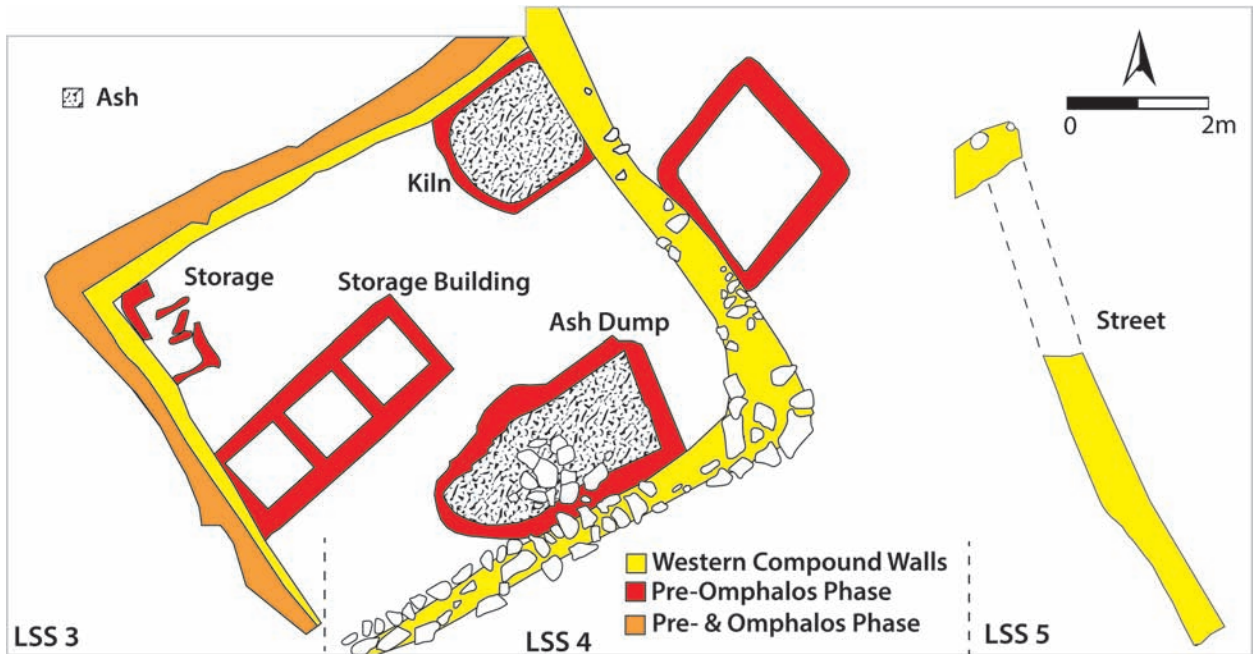 Ash
0 2m
Kiln
Storage
Storage Building
Ash Dump
Street
Western Compound Walls
Pre-Omphalos Phase
Pre- & Omphalos Phase
LSS 3
LSS 4
LSS 5